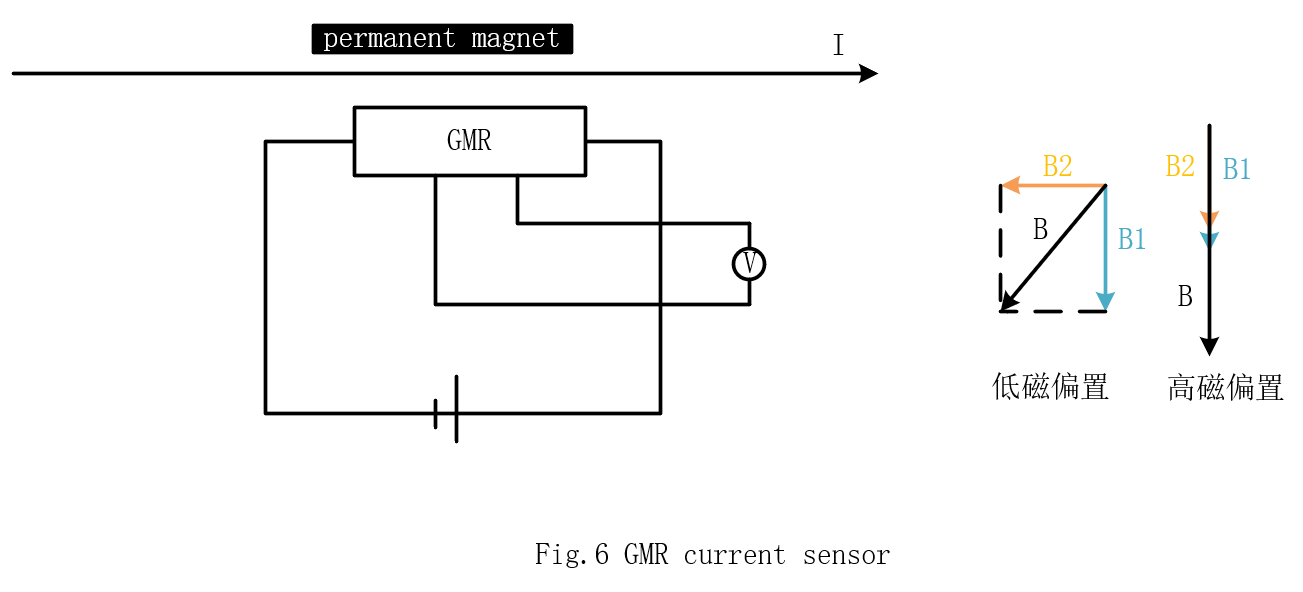 permanent magnet
I
GMR
V
B2
B
B1
低磁偏置
B2
B1
B
高磁偏置
Fig.6 GMR current sensor